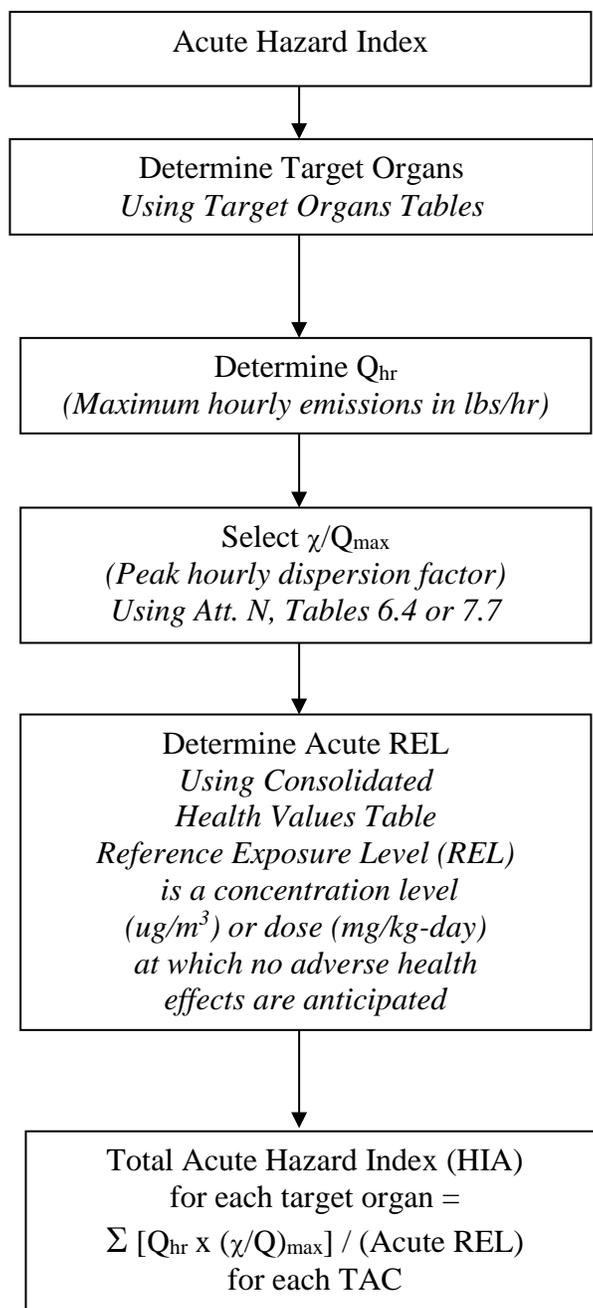 Acute Hazard Index
Determine Target Organs
Using Target Organs Tables
Determine Qhr
(Maximum hourly emissions in lbs/hr)
Select χ/Qmax
(Peak hourly dispersion factor)
Using Att. N, Tables 6.4 or 7.7
Determine Acute REL
Using Consolidated
Health Values Table
Reference Exposure Level (REL)
is a concentration level
(ug/m³) or dose (mg/kg-day)
at which no adverse health
effects are anticipated
Total Acute Hazard Index (HIA)
for each target organ =
Σ [Qhr x (χ/Q)max] / (Acute REL)
for each TAC